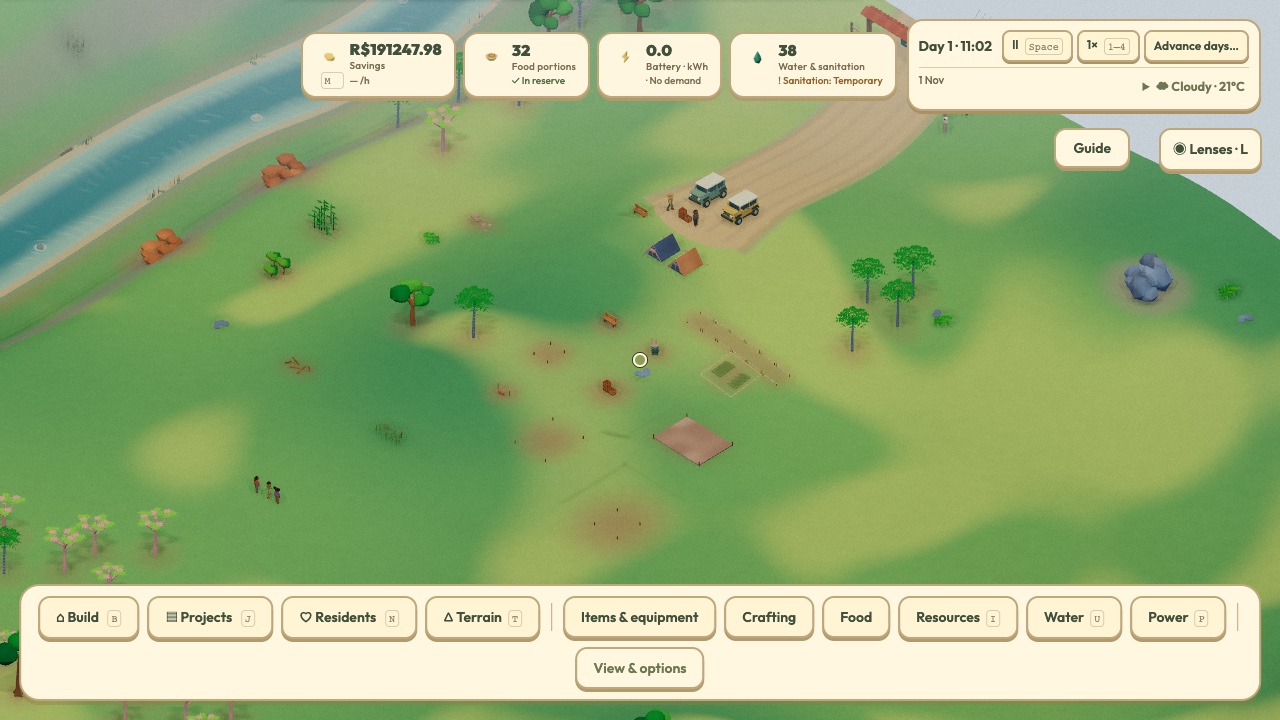 R$191247.98
Savings
M — /h
32
Food portions
✓ In reserve
0.0
Battery · kWh
· No demand
38
Water & sanitation
! Sanitation: Temporary
Day 1 · 11:02
II Space
1× 1–4
Advance days...
1 Nov
▶ Cloudy · 21°C
Guide
◉ Lenses · L
⌂ Build B
▤ Projects J
♡ Residents N
△ Terrain T
Items & equipment
Crafting
Food
Resources I
Water U
Power P
View & options